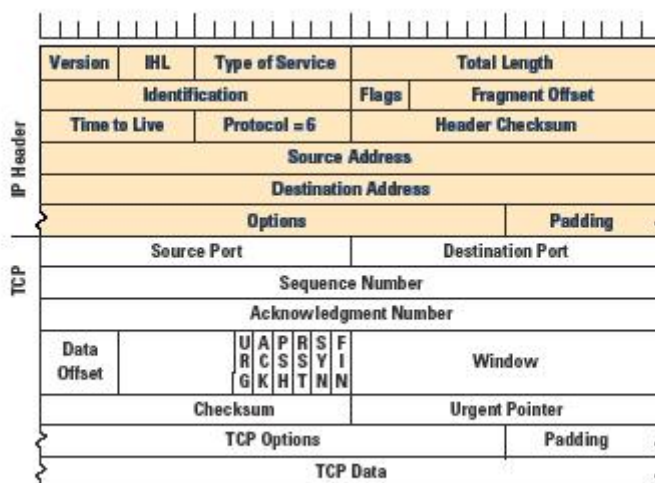 Version IHL Type of Service Total Length
Identification Flags Fragment Offset
Time to Live Protocol = 6 Header Checksum
Source Address
Destination Address
Options Padding
IP Header
Source Port Destination Port
Sequence Number
Acknowledgment Number
Data Offset URG ACK PSH RST SYN FIN Window
Checksum Urgent Pointer
TCP Options Padding
TCP Data
TCP